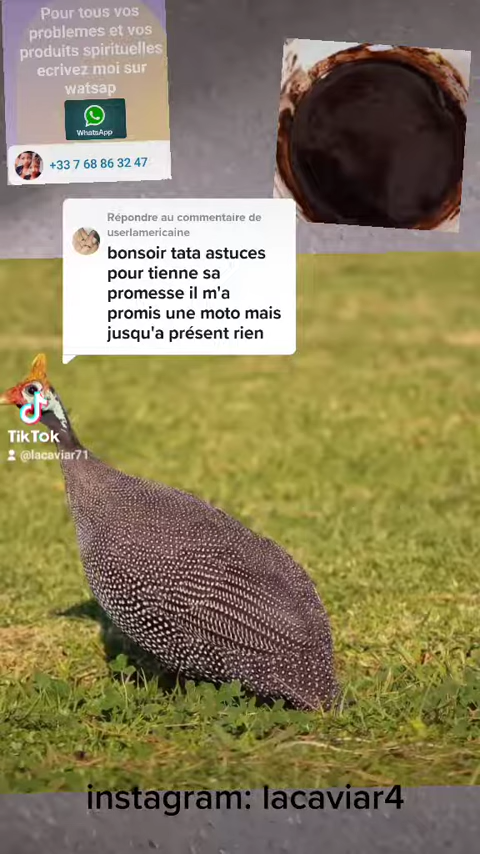 Pour tous vos
problemes et vos
produits spirituelles
ecrivez moi sur
watsap
WhatsApp
+33 7 68 86 32 47
Répondre au commentaire de
userlamericaine
bonsoir tata astuces
pour tienne sa
promesse il m'a
promis une moto mais
jusqu'a présent rien
TikTok
@lacaviar71
instagram: lacaviar4